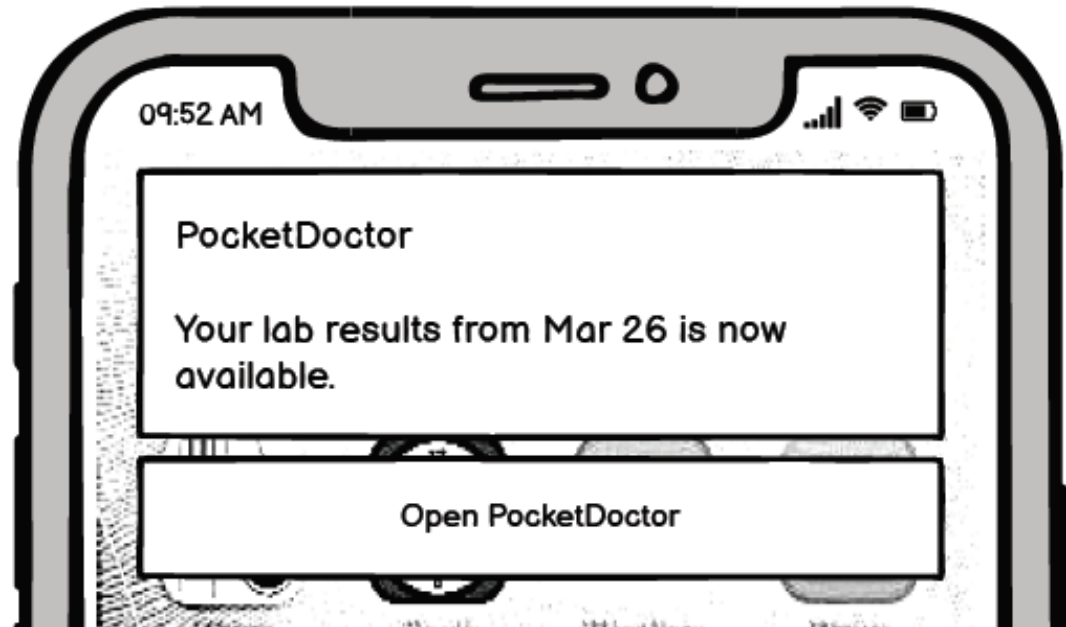 09:52 AM
PocketDoctor
Your lab results from Mar 26 is now
available.
Open PocketDoctor